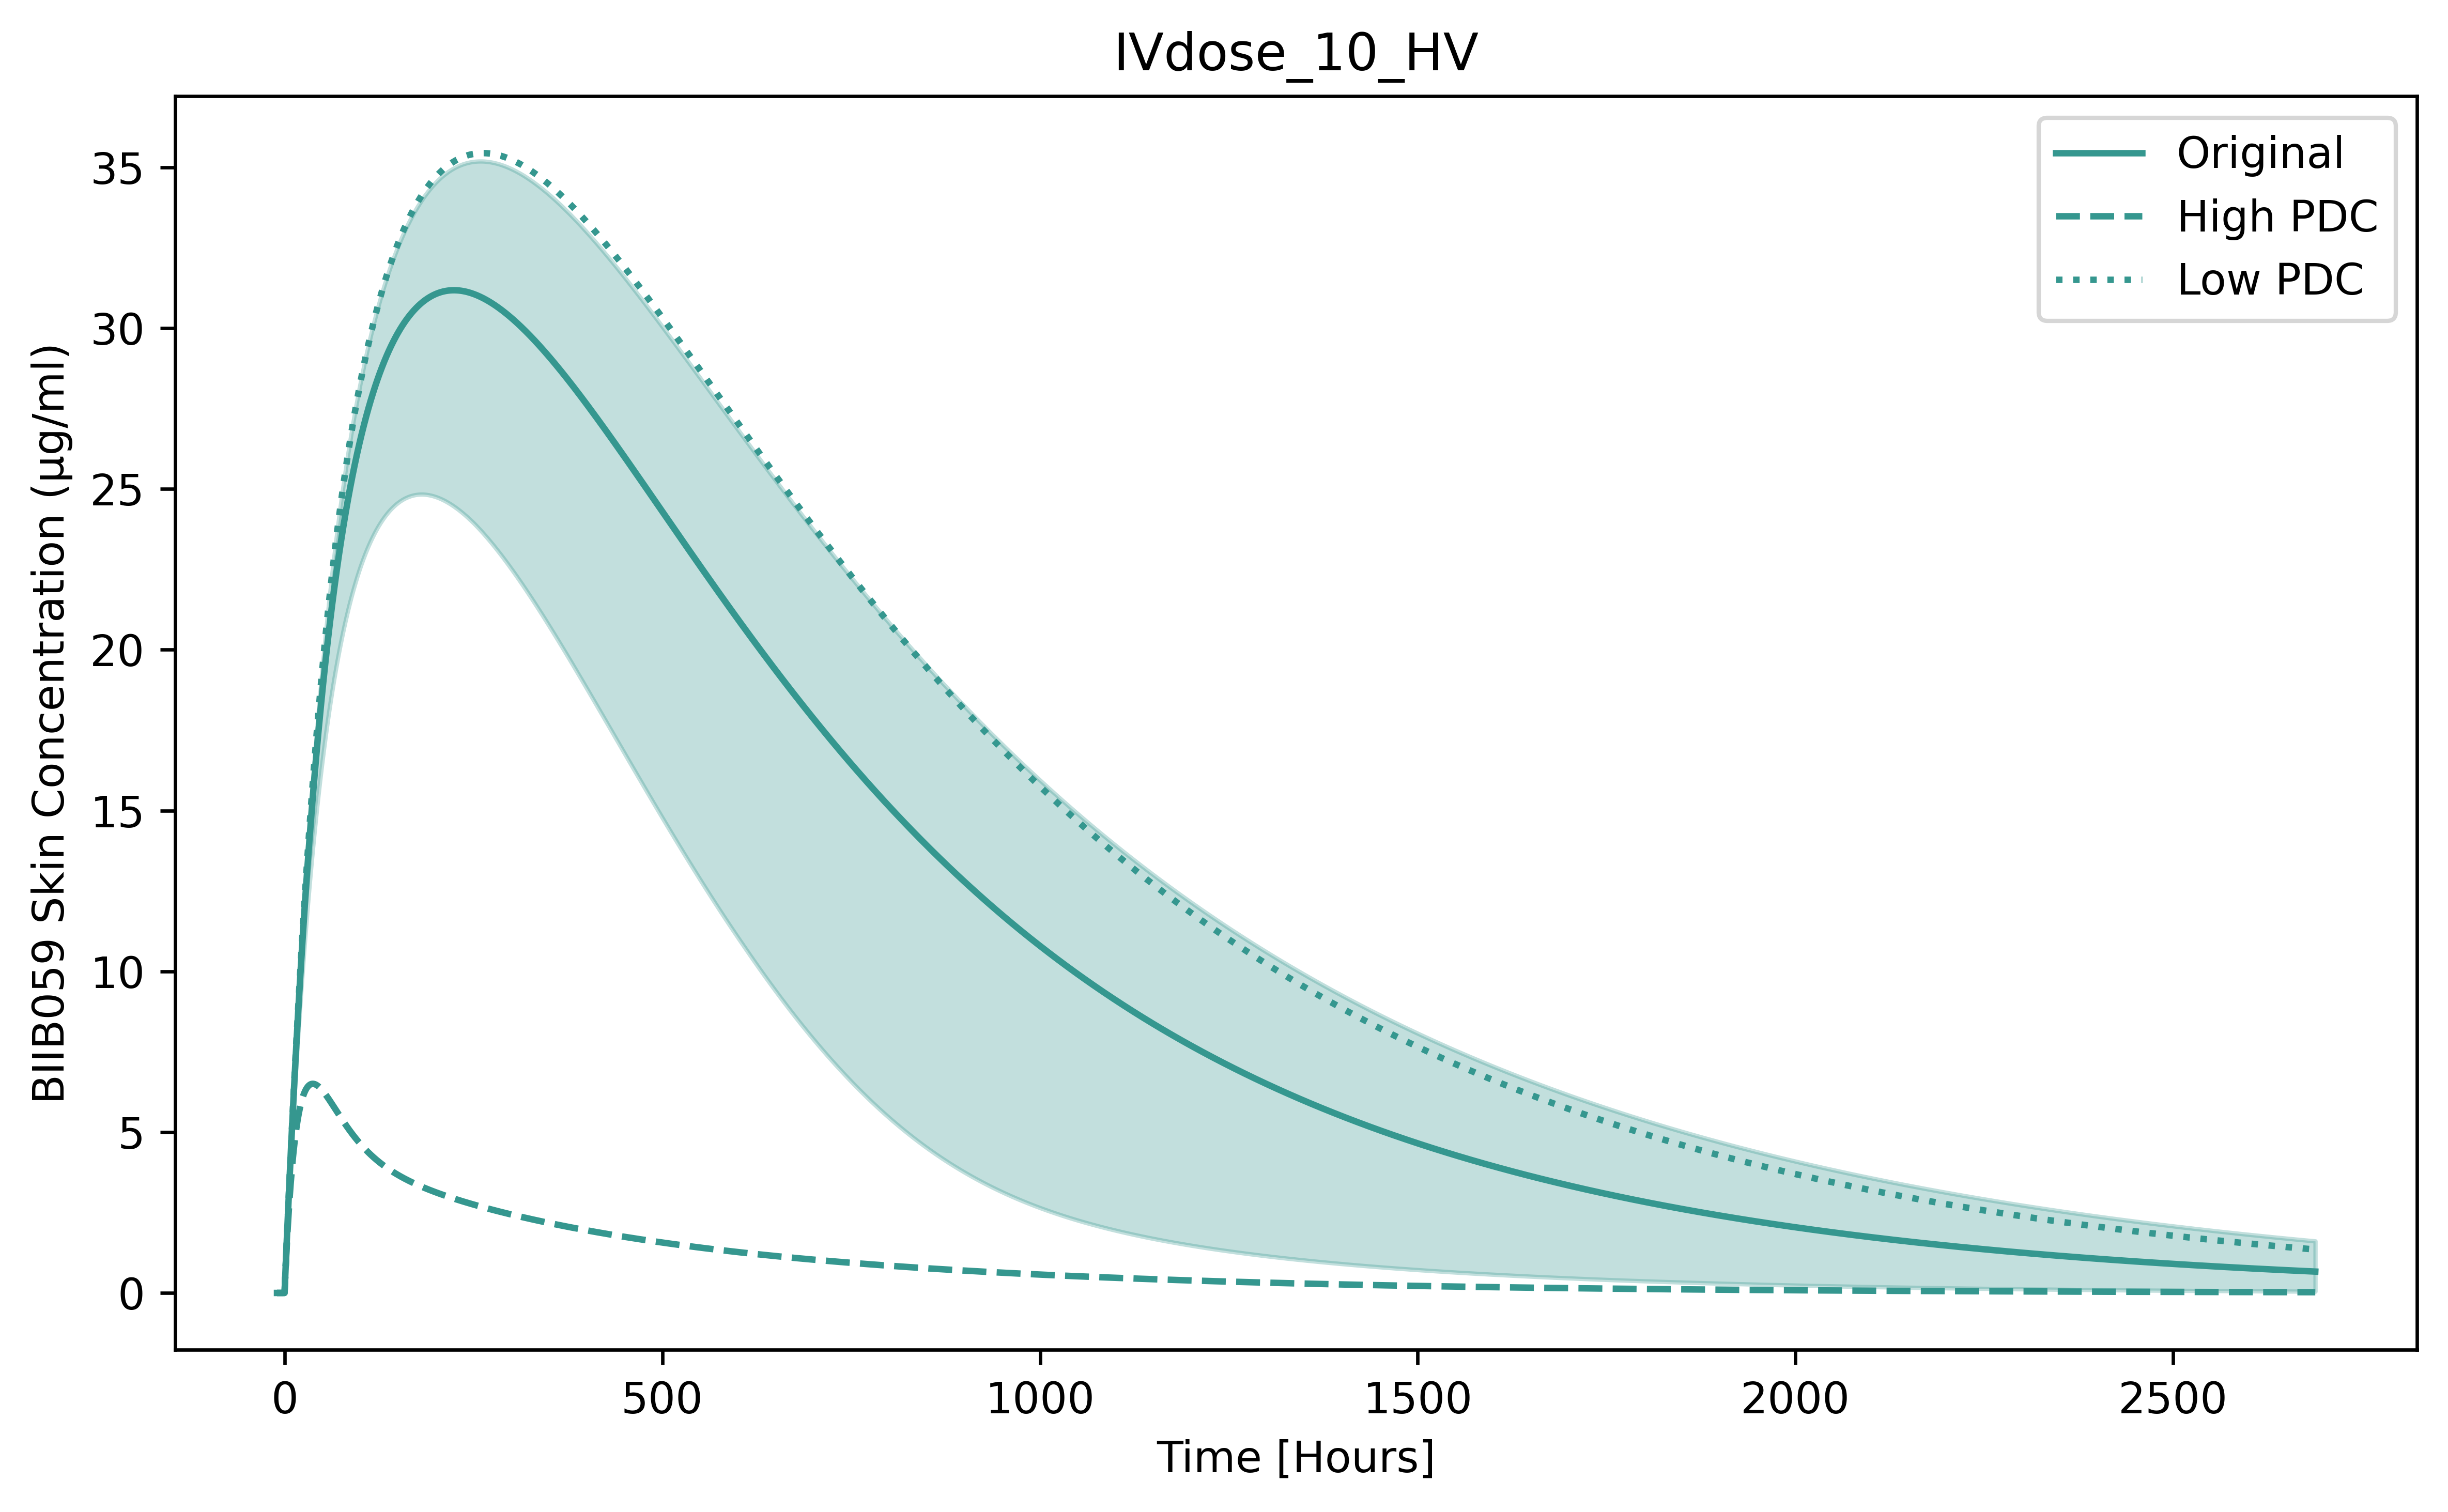 IVdose_10_HV
Original
High PDC
Low PDC
BIIB059 Skin Concentration (µg/ml)
35
30
25
20
15
10
5
0
0 500 1000 1500 2000 2500
Time [Hours]